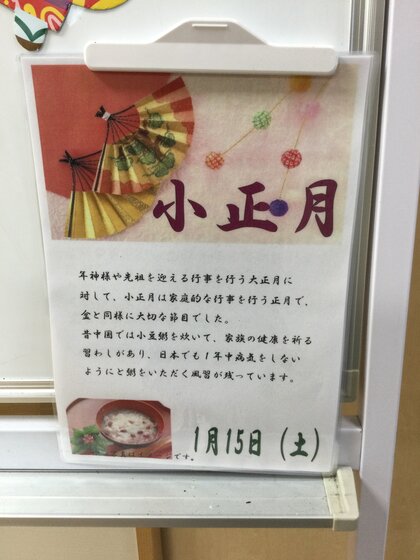 小正月
年神様や先祖を迎える行事を行う大正月に
対して、小正月は家庭的な行事を行う正月で、
盆と同様に大切な節目でした。
昔中国では小豆粥を炊いて、家族の健康を祈る
習わしがあり、日本でも1年中病気をしない
ようにと粥をいただく風習が残っています。
1月15日（土）
です。